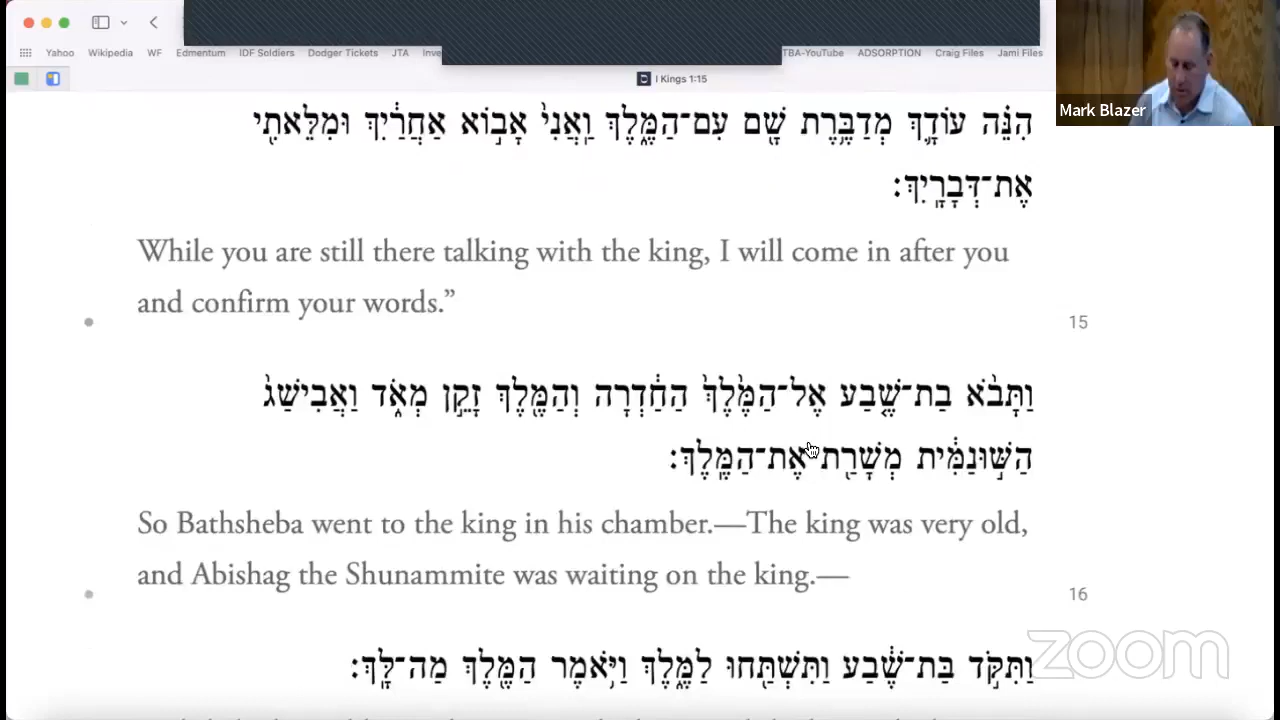 Yahoo Wikipedia WF Edmentum IDF Soldiers Dodger Tickets JTA Inve TBA-YouTube ADSORPTION Craig Files Jami Files
I Kings 1:15
Mark Blazer
הִנֵּ֗ה עוֹדָ֛ךְ מְדַבֶּ֥רֶת שָׁ֖ם עִם־הַמֶּ֑לֶךְ וַֽאֲנִי֙ אָב֣וֹא אַחֲרַ֔יִךְ וּמִלֵּאתִ֖י
אֶת־דְּבָרָֽיִךְ׃
While you are still there talking with the king, I will come in after you
and confirm your words.”
15
וַתָּבֹ֨א בַת־שֶׁ֤בַע אֶל־הַמֶּ֙לֶךְ֙ הַחַ֔דְרָה וְהַמֶּ֖לֶךְ זָקֵ֣ן מְאֹ֑ד וַֽאֲבִישַׁג֙
הַשּׁ֣וּנַמִּ֔ית מְשָׁרַ֖ת אֶת־הַמֶּֽלֶךְ׃
So Bathsheba went to the king in his chamber.—The king was very old,
and Abishag the Shunammite was waiting on the king.—
16
וַתִּקֹּ֣ד בַּת־שֶׁ֔בַע וַתִּשְׁתַּ֖חוּ לַמֶּ֑לֶךְ וַיֹּ֥אמֶר הַמֶּ֖לֶךְ מַה־לָּֽךְ׃
zoom